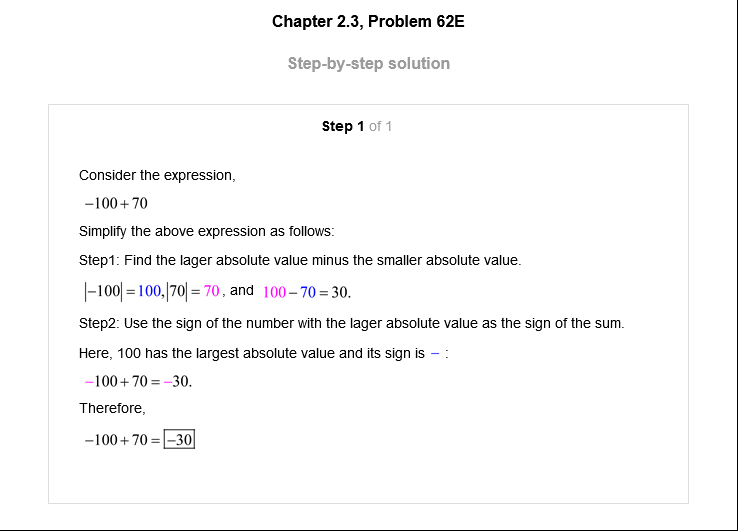 Chapter 2.3, Problem 62E
Step-by-step solution
Step 1 of 1
Consider the expression,
−100+70
Simplify the above expression as follows:
Step1: Find the lager absolute value minus the smaller absolute value.
|−100|=100,|70|=70, and 100−70=30.
Step2: Use the sign of the number with the lager absolute value as the sign of the sum.
Here, 100 has the largest absolute value and its sign is − :
−100+70=−30.
Therefore,
−100+70=−30